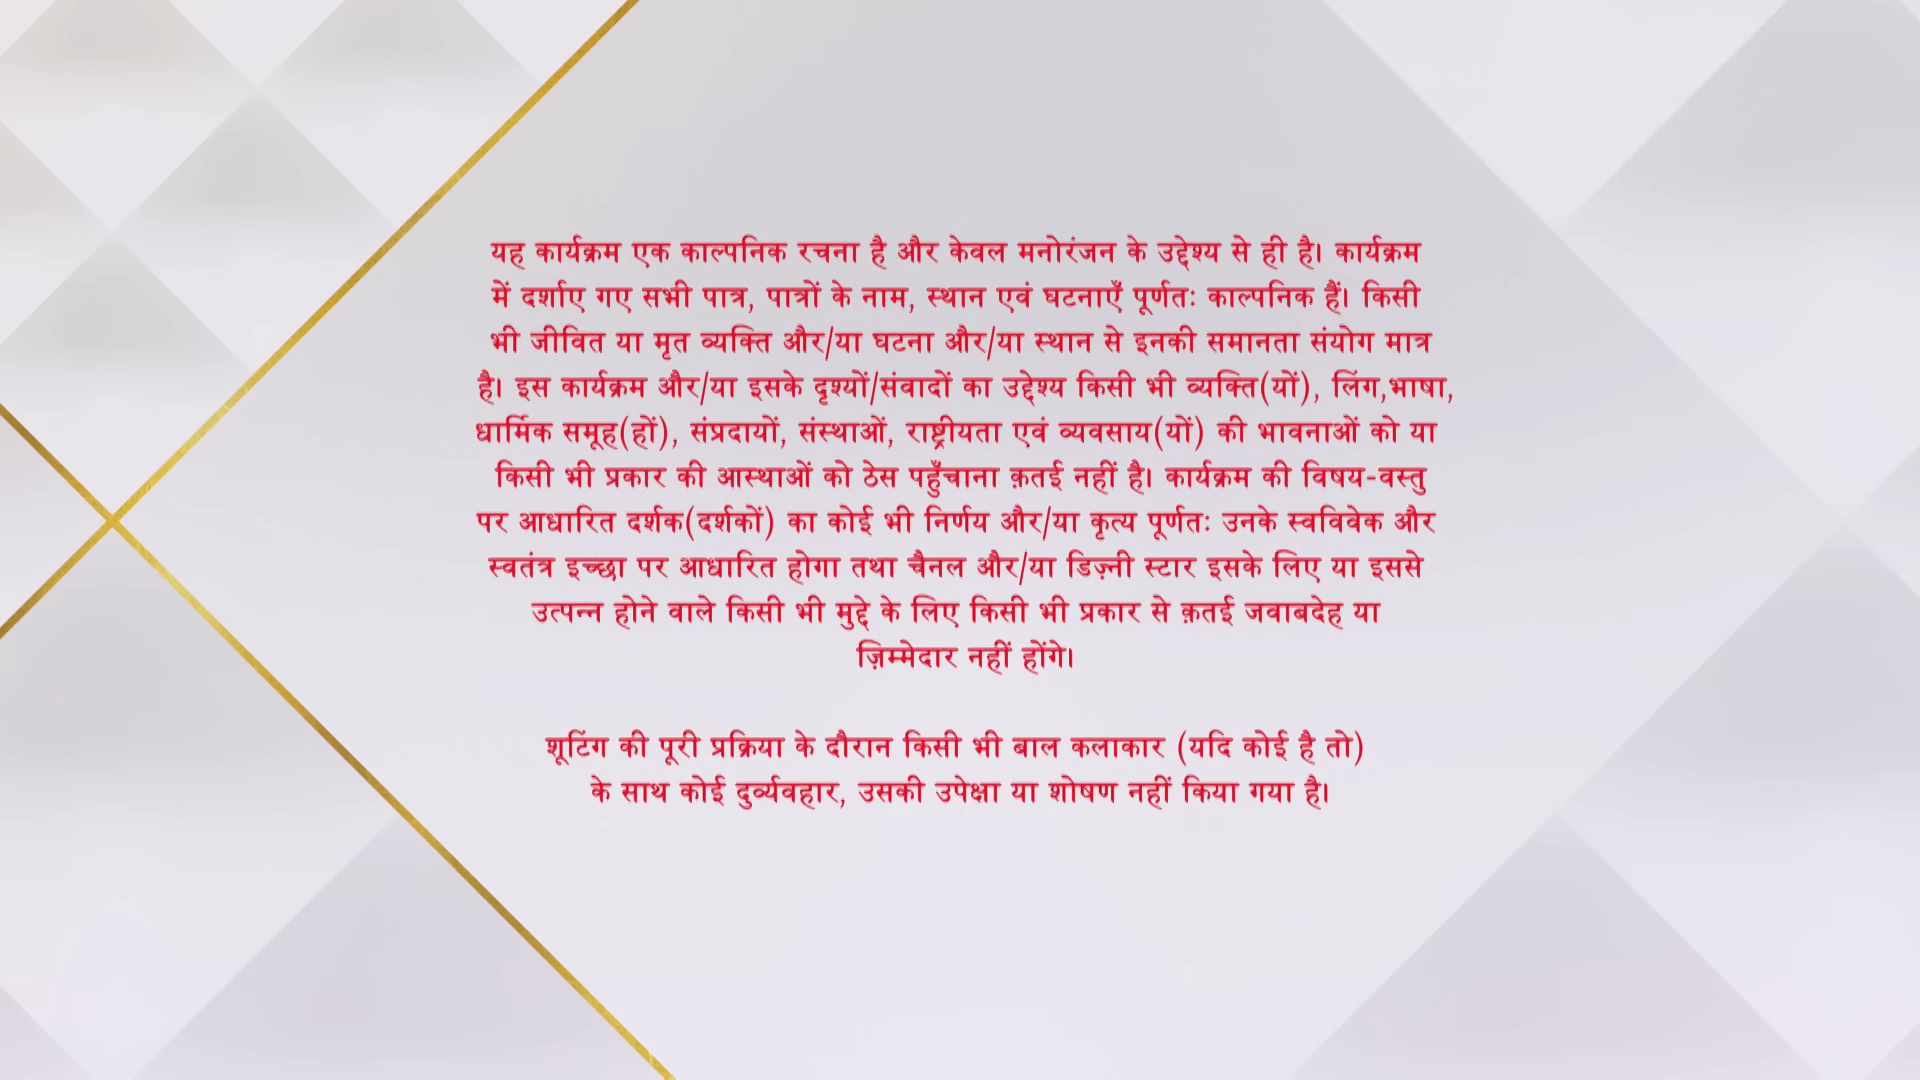 यह कार्यक्रम एक काल्पनिक रचना है और केवल मनोरंजन के उद्देश्य से ही है। कार्यक्रम
में दर्शाए गए सभी पात्र, पात्रों के नाम, स्थान एवं घटनाएँ पूर्णतः काल्पनिक हैं। किसी
भी जीवित या मृत व्यक्ति और/या घटना और/या स्थान से इनकी समानता संयोग मात्र
है। इस कार्यक्रम और/या इसके दृश्यों/संवादों का उद्देश्य किसी भी व्यक्ति(यों), लिंग,भाषा,
धार्मिक समूह(हों), संप्रदायों, संस्थाओं, राष्ट्रीयता एवं व्यवसाय(यों) की भावनाओं को या
किसी भी प्रकार की आस्थाओं को ठेस पहुँचाना क़तई नहीं है। कार्यक्रम की विषय-वस्तु
पर आधारित दर्शक(दर्शकों) का कोई भी निर्णय और/या कृत्य पूर्णतः उनके स्वविवेक और
स्वतंत्र इच्छा पर आधारित होगा तथा चैनल और/या डिज़्नी स्टार इसके लिए या इससे
उत्पन्न होने वाले किसी भी मुद्दे के लिए किसी भी प्रकार से क़तई जवाबदेह या
ज़िम्मेदार नहीं होंगे।
शूटिंग की पूरी प्रक्रिया के दौरान किसी भी बाल कलाकार (यदि कोई है तो)
के साथ कोई दुर्व्यवहार, उसकी उपेक्षा या शोषण नहीं किया गया है।